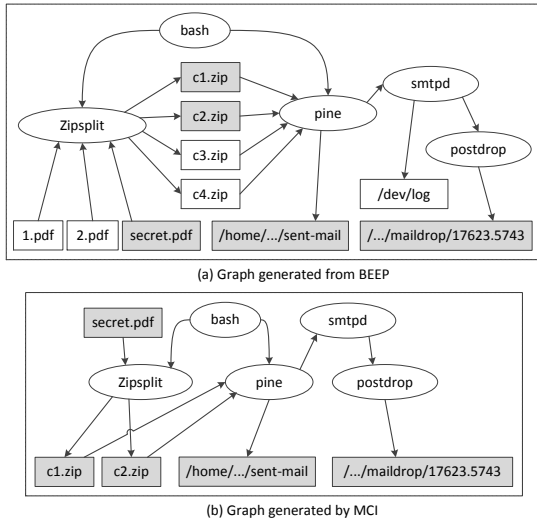 bash
c1.zip
smtpd
c2.zip
Zipsplit
pine
c3.zip
postdrop
c4.zip
/dev/log
1.pdf
2.pdf
secret.pdf
/home/.../sent-mail
/.../maildrop/17623.5743
(a) Graph generated from BEEP
secret.pdf
bash
smtpd
Zipsplit
pine
postdrop
c1.zip
c2.zip
/home/.../sent-mail
/.../maildrop/17623.5743
(b) Graph generated by MCI